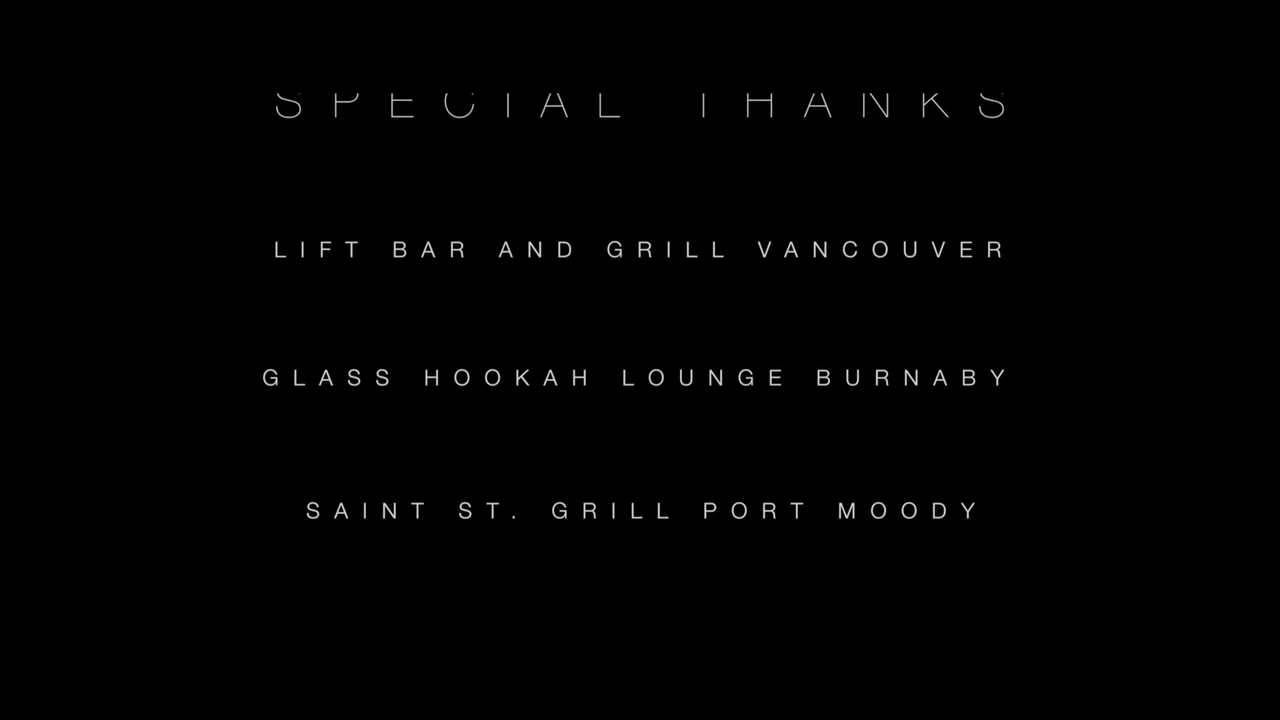 SPECIAL THANKS
LIFT BAR AND GRILL VANCOUVER
GLASS HOOKAH LOUNGE BURNABY
SAINT ST. GRILL PORT MOODY